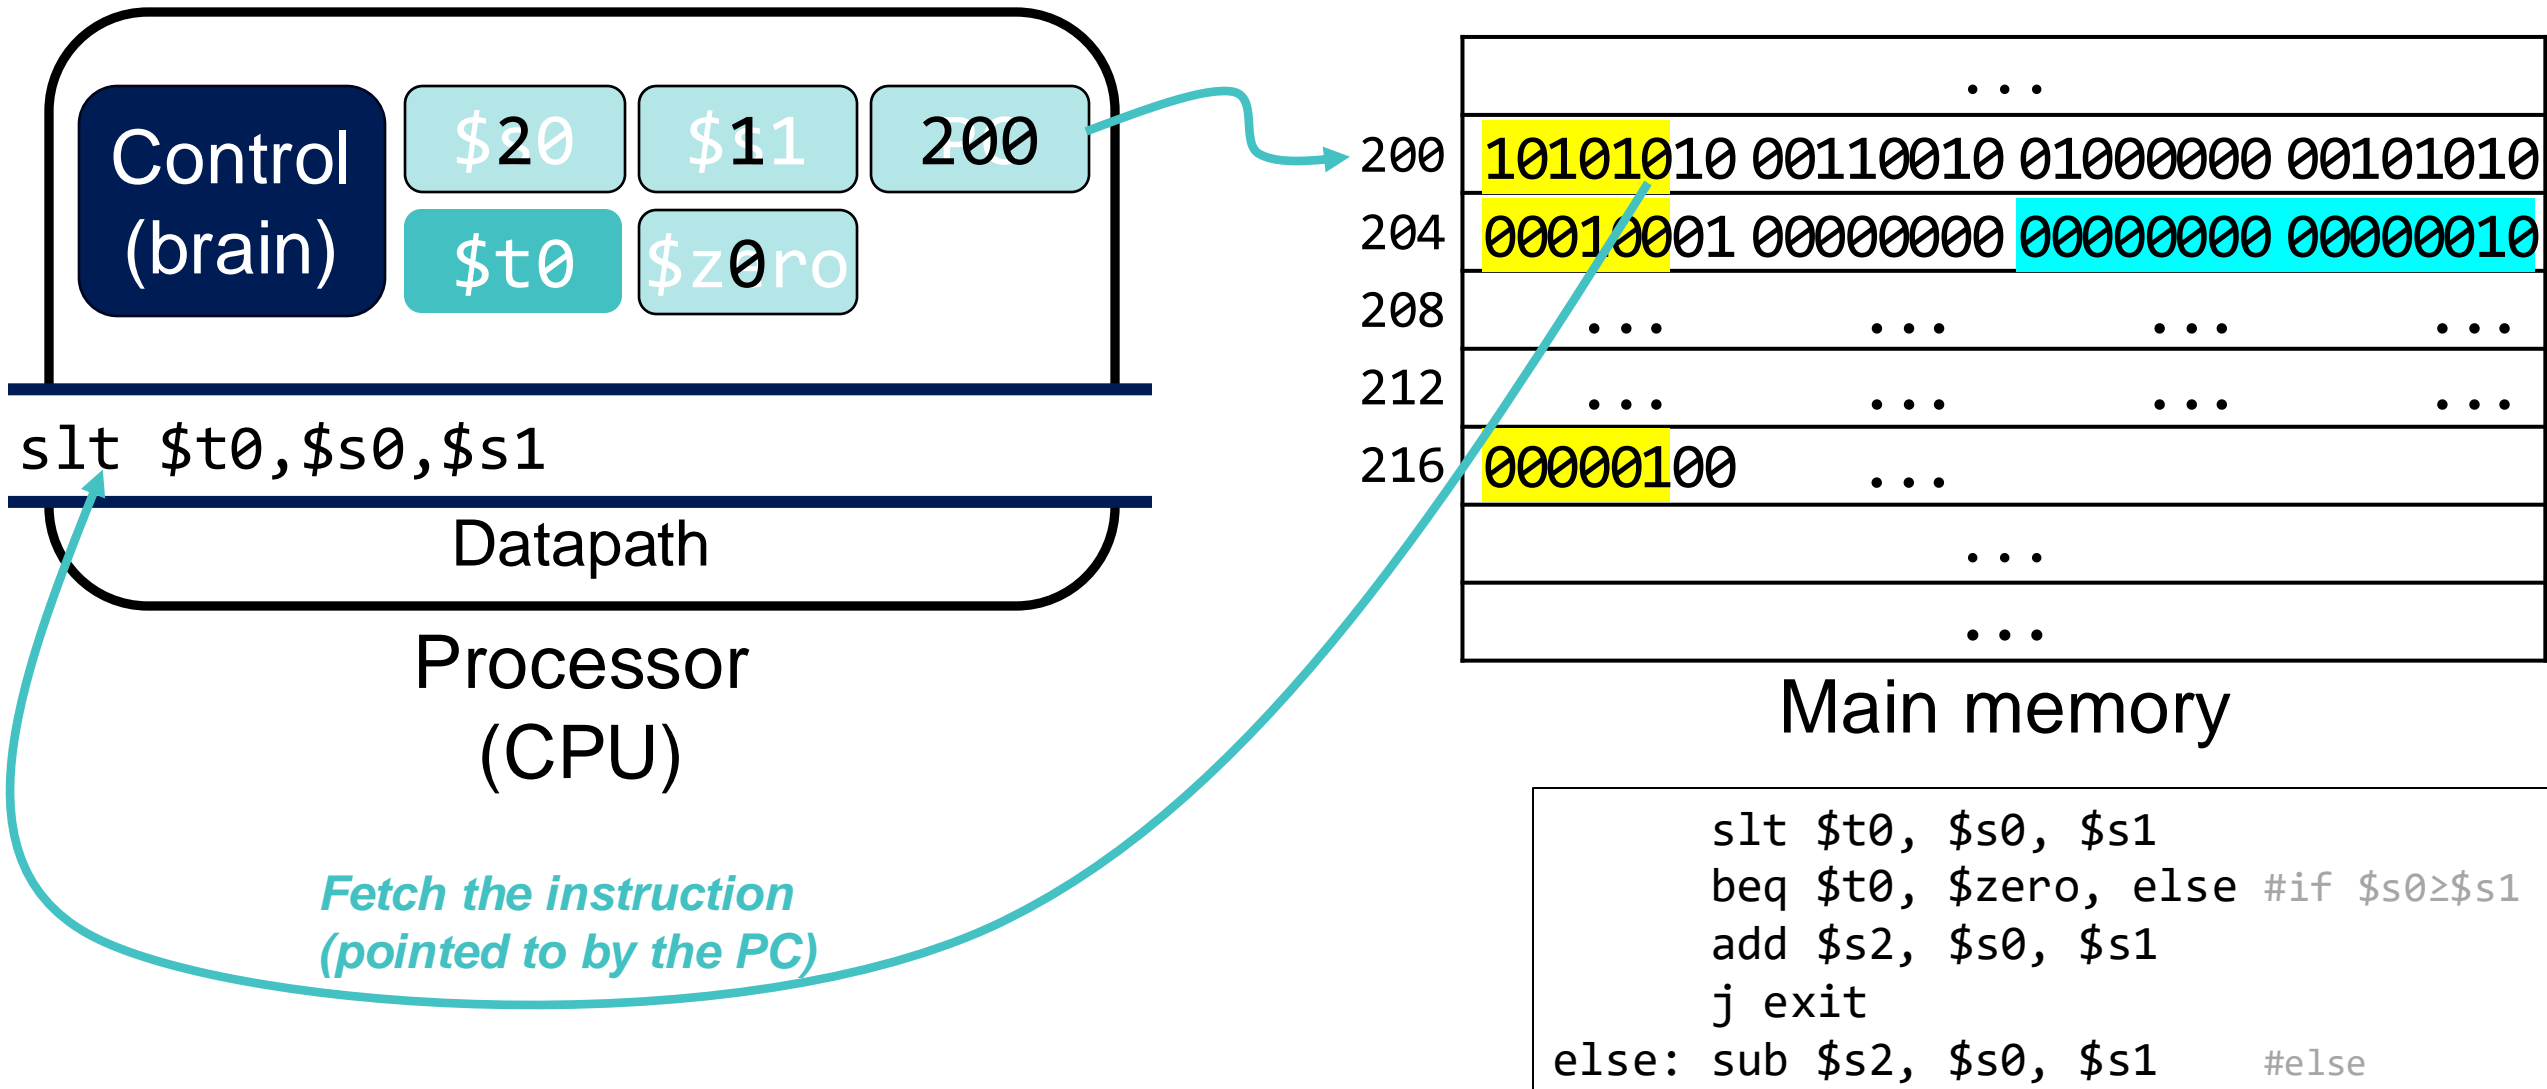 Control
(brain)
$s0 2
$s1 1
200
$t0
$zero 0
slt $t0,$s0,$s1
Datapath
Processor
(CPU)
Fetch the instruction
(pointed to by the PC)
...
200 10101010 00110010 01000000 00101010
204 00010001 00000000 00000000 00000010
208 ... ... ... ...
212 ... ... ... ...
216 00000100 ...
...
...
Main memory
slt $t0, $s0, $s1
beq $t0, $zero, else #if $s0≥$s1
add $s2, $s0, $s1
j exit
else: sub $s2, $s0, $s1 #else